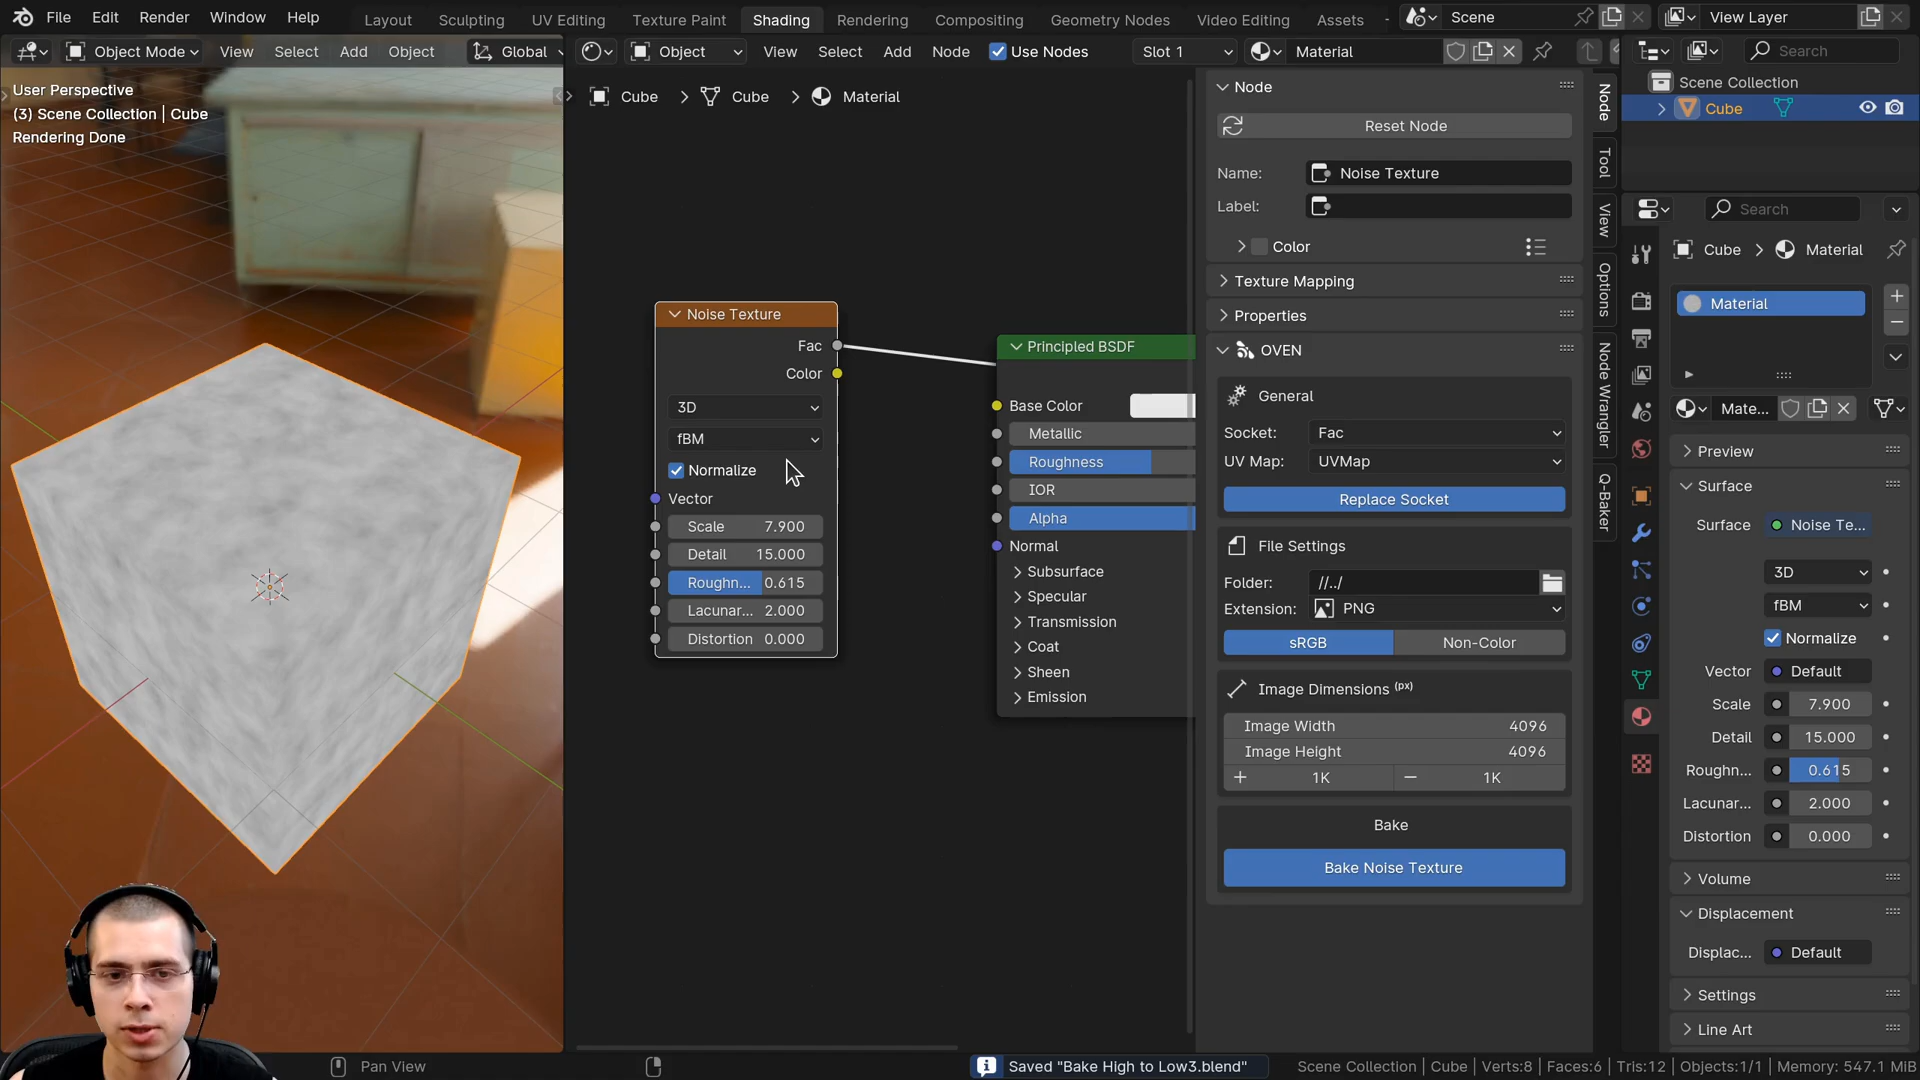 File Edit Render Window Help Layout Sculpting UV Editing Texture Paint Shading Rendering Compositing Geometry Nodes Video Editing Assets Scene View Layer
Object Mode View Select Add Object Global Object View Select Add Node Use Nodes Slot 1 Material Search
User Perspective
(3) Scene Collection | Cube
Rendering Done
Cube > Cube > Material
Noise Texture
Fac
Color
3D
fBM
Normalize
Vector
Scale 7.900
Detail 15.000
Roughn... 0.615
Lacunar... 2.000
Distortion 0.000
Principled BSDF
Base Color
Metallic
Roughness
IOR
Alpha
Normal
Subsurface
Specular
Transmission
Coat
Sheen
Emission
Node
Reset Node
Name: Noise Texture
Label:
Color
Texture Mapping
Properties
OVEN
General
Socket: Fac
UV Map: UVMap
Replace Socket
File Settings
Folder: //../
Extension: PNG
sRGB Non-Color
Image Dimensions (px)
Image Width 4096
Image Height 4096
+ 1K − 1K
Bake
Bake Noise Texture
Node
Tool
View
Options
Node Wrangler
Q-Baker
Scene Collection
Cube
Search
Cube > Material
Material
Mate...
Preview
Surface
Surface Noise Te...
3D
fBM
Normalize
Vector Default
Scale 7.900
Detail 15.000
Roughn... 0.615
Lacunar... 2.000
Distortion 0.000
Volume
Displacement
Displac... Default
Settings
Line Art
Pan View
Saved "Bake High to Low3.blend"
Scene Collection | Cube | Verts:8 | Faces:6 | Tris:12 | Objects:1/1 | Memory: 547.1 MiB